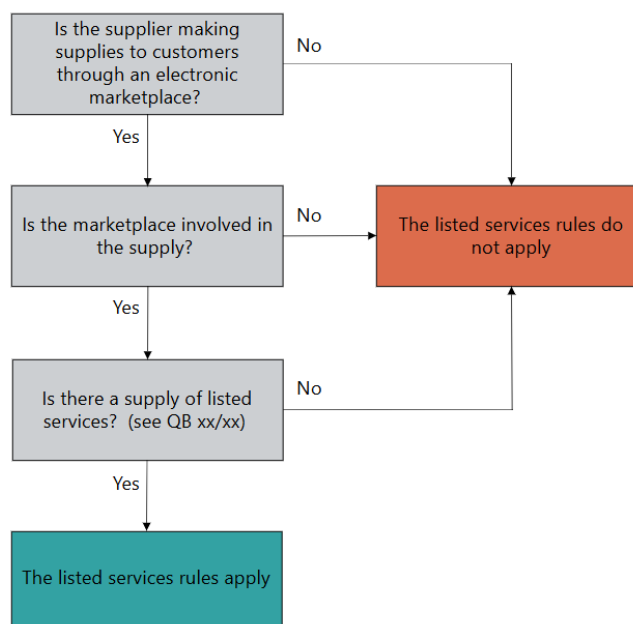 Is the supplier making
supplies to customers
through an electronic
marketplace?
No
Yes
Is the marketplace involved in
the supply?
No
The listed services rules do
not apply
Yes
Is there a supply of listed
services?  (see QB xx/xx)
No
Yes
The listed services rules apply